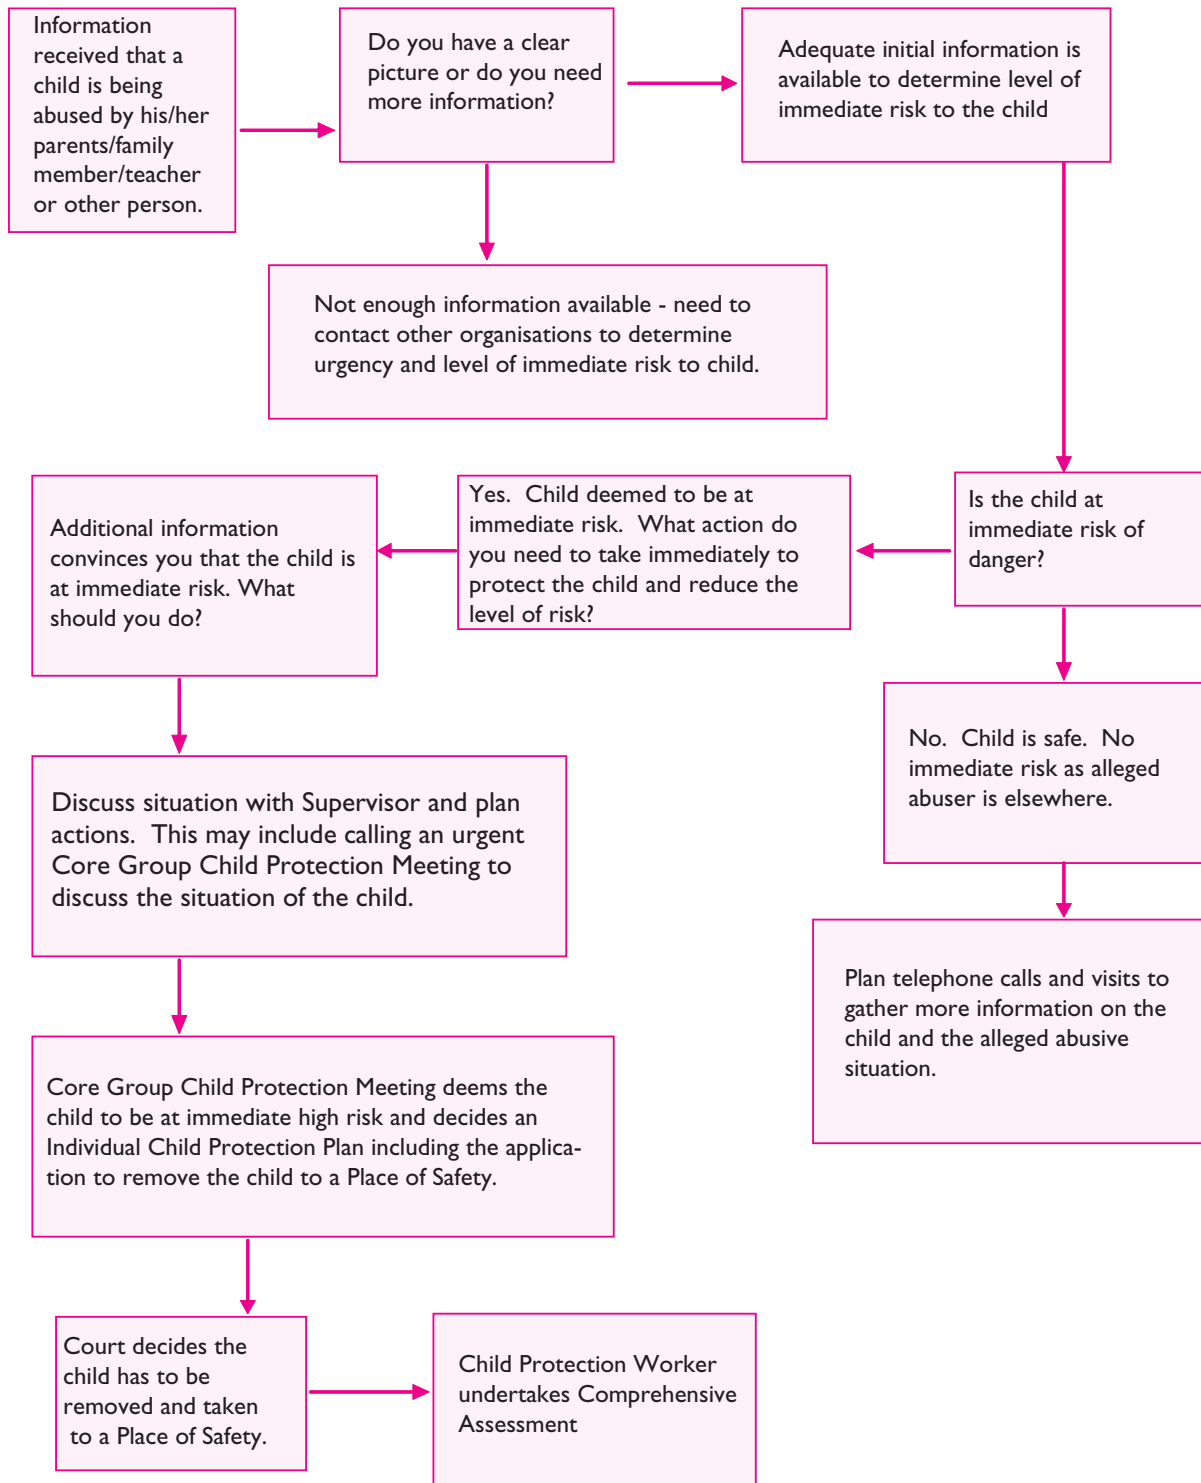 Information
received that a
child is being
abused by his/her
parents/family
member/teacher
or other person.
Do you have a clear
picture or do you need
more information?
Adequate initial information is
available to determine level of
immediate risk to the child
Not enough information available - need to
contact other organisations to determine
urgency and level of immediate risk to child.
Is the child at
immediate risk of
danger?
Yes.  Child deemed to be at
immediate risk.  What action do
you need to take immediately to
protect the child and reduce the
level of risk?
Additional information
convinces you that the child is
at immediate risk. What
should you do?
No.  Child is safe.  No
immediate risk as alleged
abuser is elsewhere.
Discuss situation with Supervisor and plan
actions.  This may include calling an urgent
Core Group Child Protection Meeting to
discuss the situation of the child.
Plan telephone calls and visits to
gather more information on the
child and the alleged abusive
situation.
Core Group Child Protection Meeting deems the
child to be at immediate high risk and decides an
Individual Child Protection Plan including the applica-
tion to remove the child to a Place of Safety.
Court decides the
child has to be
removed and taken
to a Place of Safety.
Child Protection Worker
undertakes Comprehensive
Assessment